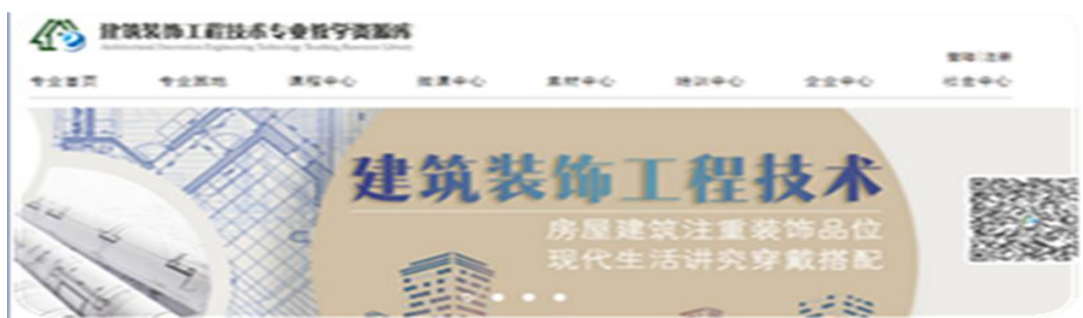 建筑装饰工程技术专业教学资源库
登录|注册
专业首页 专业园地 课程中心 微课中心 素材中心 培训中心 企业中心 社会中心
建筑装饰工程技术
房屋建筑注重装饰品位
现代生活讲究穿戴搭配